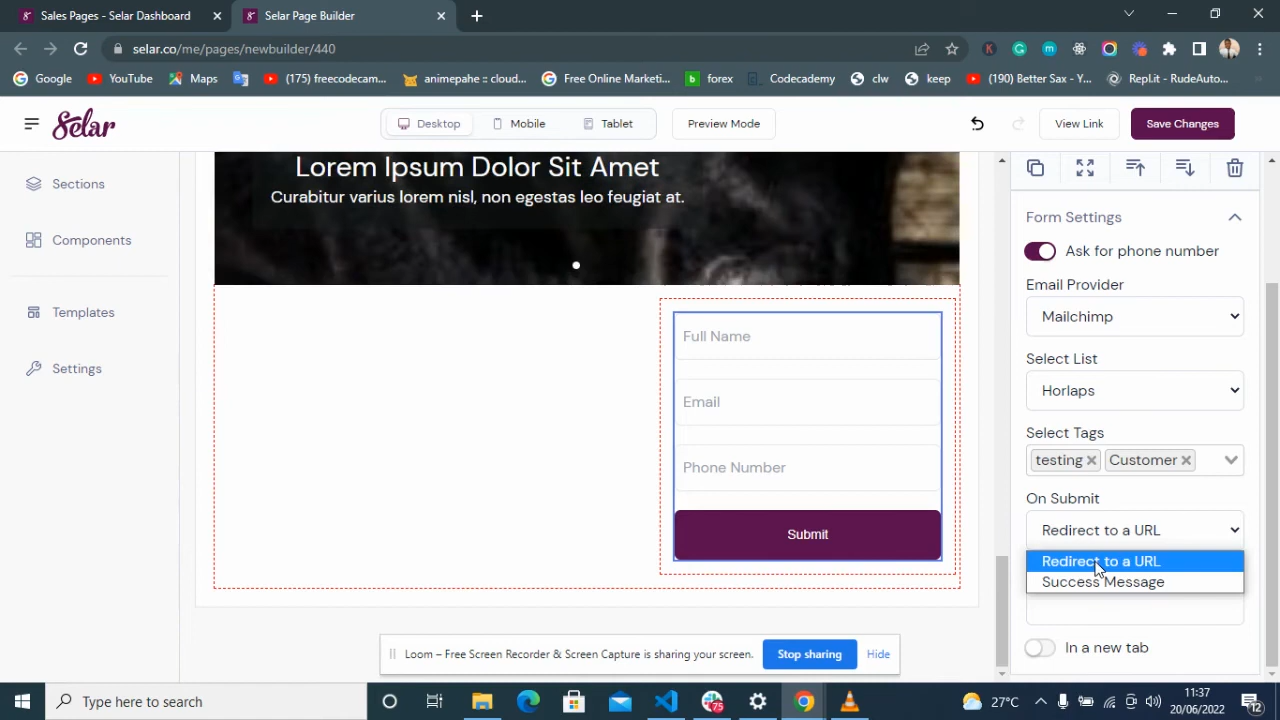 Sales Pages - Selar Dashboard
Selar Page Builder
selar.co/me/pages/newbuilder/440
Google
YouTube
Maps
(175) freecodecam...
animepahe :: cloud...
Free Online Marketi...
forex
Codecademy
clw
keep
(190) Better Sax - Y...
Repl.it - RudeAuto...
Selar
Desktop
Mobile
Tablet
Preview Mode
View Link
Save Changes
Sections
Components
Templates
Settings
Lorem Ipsum Dolor Sit Amet
Curabitur varius lorem nisl, non egestas leo feugiat at.
Full Name
Email
Phone Number
Submit
Form Settings
Ask for phone number
Email Provider
Mailchimp
Select List
Horlaps
Select Tags
testing
Customer
On Submit
Redirect to a URL
Redirect to a URL
Success Message
In a new tab
Loom – Free Screen Recorder & Screen Capture is sharing your screen.
Stop sharing
Hide
Type here to search
75
27°C
11:37
20/06/2022
12